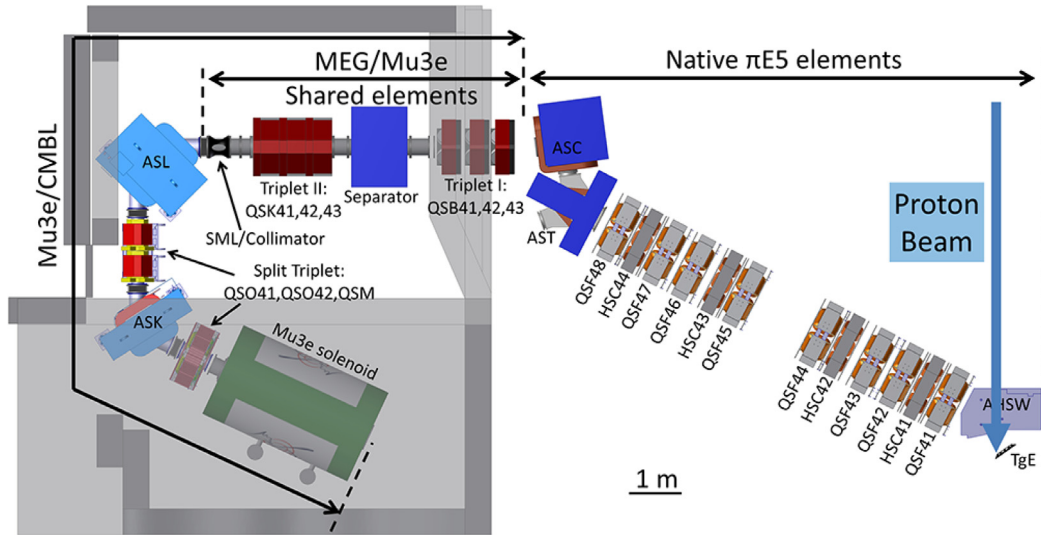 MEG/Mu3e
Shared elements
Native πE5 elements
Mu3e/CMBL
ASL
Triplet II:
QSK41,42,43
Separator
Triplet I:
QSB41,42,43
ASC
AST
SML/Collimator
Split Triplet:
QSO41,QSO42,QSM
ASK
Mu3e solenoid
QSF48
HSC44
QSF47
QSF46
HSC43
QSF45
QSF44
HSC42
QSF43
QSF42
HSC41
QSF41
Proton
Beam
AHSW
TgE
1 m